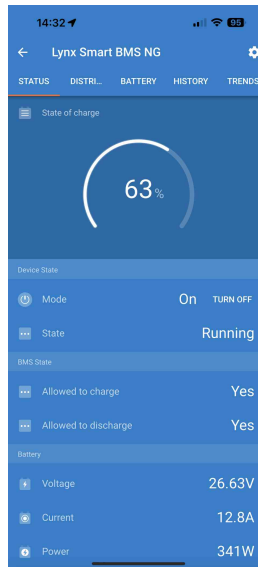 14:32 95
Lynx Smart BMS NG
STATUS DISTRI... BATTERY HISTORY TRENDS
State of charge
63%
Device State
Mode On TURN OFF
State Running
BMS State
Allowed to charge Yes
Allowed to discharge Yes
Battery
Voltage 26.63V
Current 12.8A
Power 341W